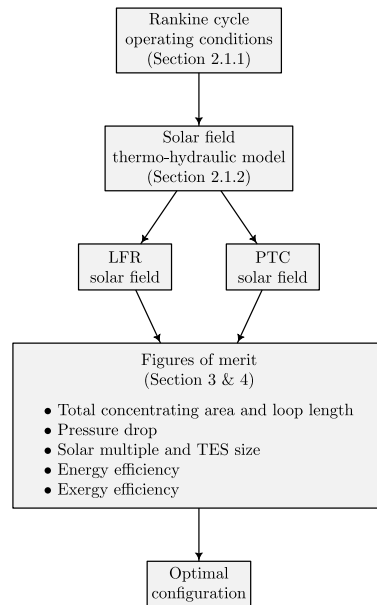 Rankine cycle
operating conditions
(Section 2.1.1)
Solar field
thermo-hydraulic model
(Section 2.1.2)
LFR
solar field
PTC
solar field
Figures of merit
(Section 3 & 4)
• Total concentrating area and loop length
• Pressure drop
• Solar multiple and TES size
• Energy efficiency
• Exergy efficiency
Optimal
configuration